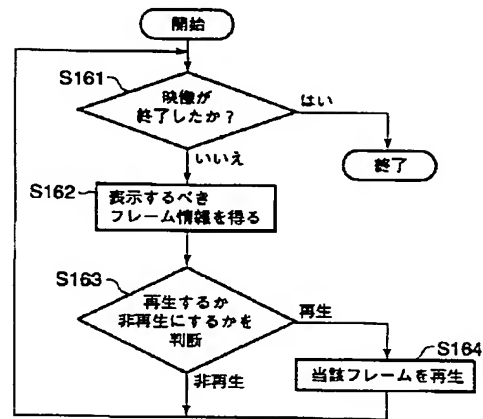 開始
S161
映像が
終了したか？
はい
終了
いいえ
S162
表示するべき
フレーム情報を得る
S163
再生するか
非再生にするかを
判断
再生
S164
当該フレームを再生
非再生